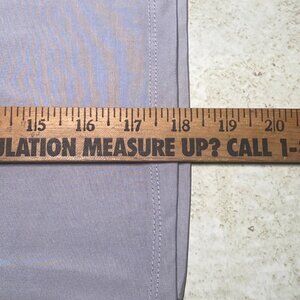 15 16 17 18 19 20
ULATION MEASURE UP? CALL 1-